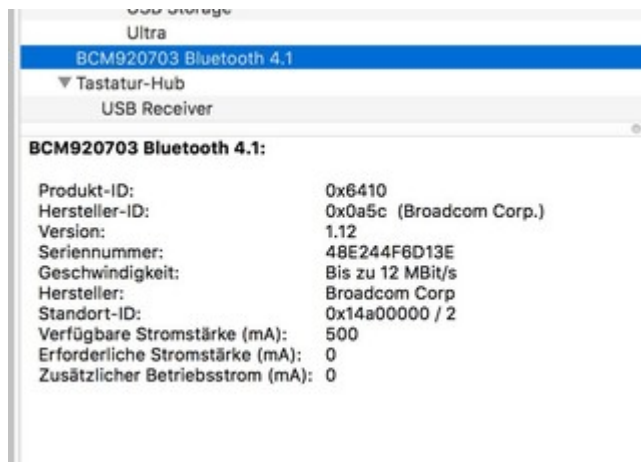 USB Storage
Ultra
BCM920703 Bluetooth 4.1
Tastatur-Hub
USB Receiver
BCM920703 Bluetooth 4.1:
Produkt-ID: 0x6410
Hersteller-ID: 0x0a5c (Broadcom Corp.)
Version: 1.12
Seriennummer: 48E244F6D13E
Geschwindigkeit: Bis zu 12 MBit/s
Hersteller: Broadcom Corp
Standort-ID: 0x14a00000 / 2
Verfügbare Stromstärke (mA): 500
Erforderliche Stromstärke (mA): 0
Zusätzlicher Betriebsstrom (mA): 0